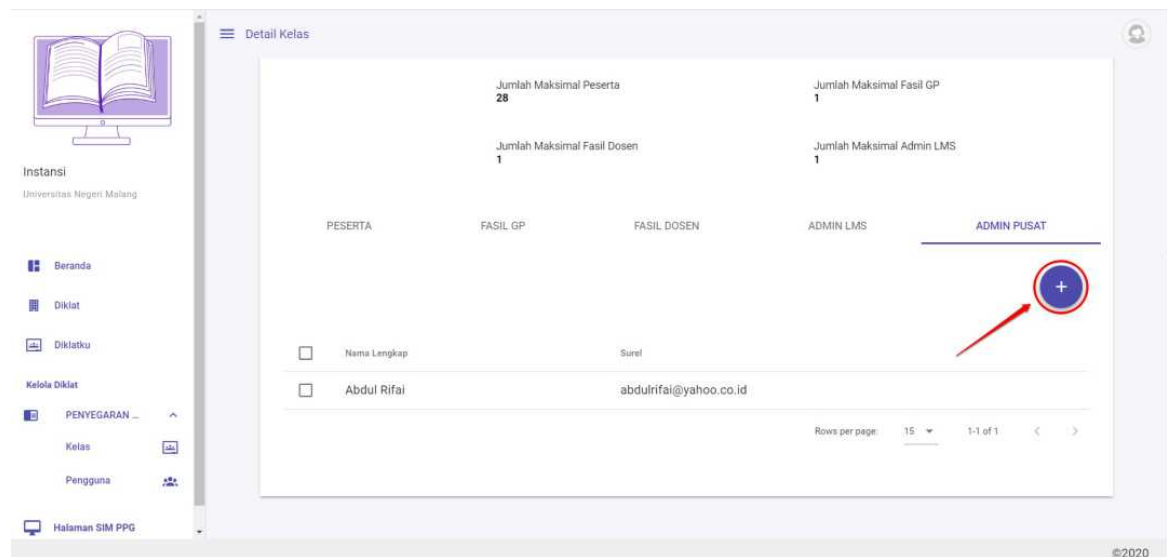 Detail Kelas
Instansi
Universitas Negeri Malang
Beranda
Diklat
Diklatku
Kelola Diklat
PENYEGARAN ...
Kelas
Pengguna
Halaman SIM PPG
Jumlah Maksimal Peserta
28
Jumlah Maksimal Fasil GP
1
Jumlah Maksimal Fasil Dosen
1
Jumlah Maksimal Admin LMS
1
PESERTA FASIL GP FASIL DOSEN ADMIN LMS ADMIN PUSAT
+
Nama Lengkap Surel
Abdul Rifai abdulrifai@yahoo.co.id
Rows per page: 15 1-1 of 1
©2020